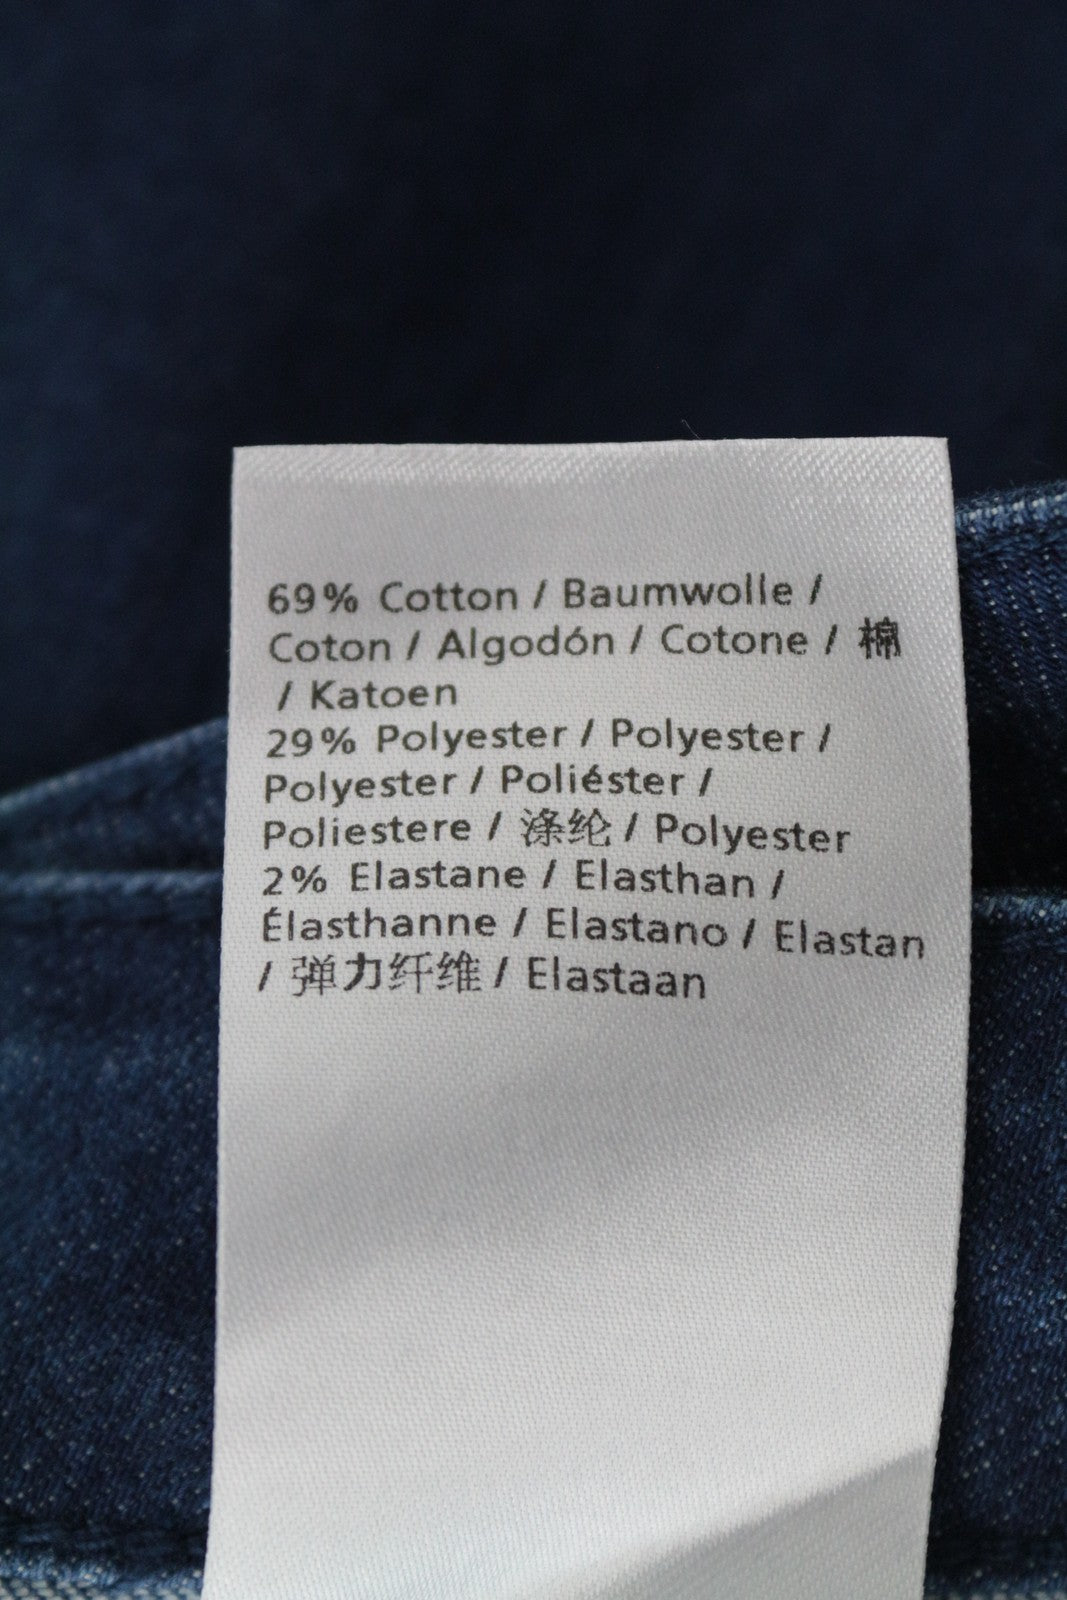 69% Cotton / Baumwolle /
Coton / Algodón / Cotone / 棉
/ Katoen
29% Polyester / Polyester /
Polyester / Poliéster /
Poliestere / 涤纶 / Polyester
2% Elastane / Elasthan /
Élasthanne / Elastano / Elastan
/ 弹力纤维 / Elastaan